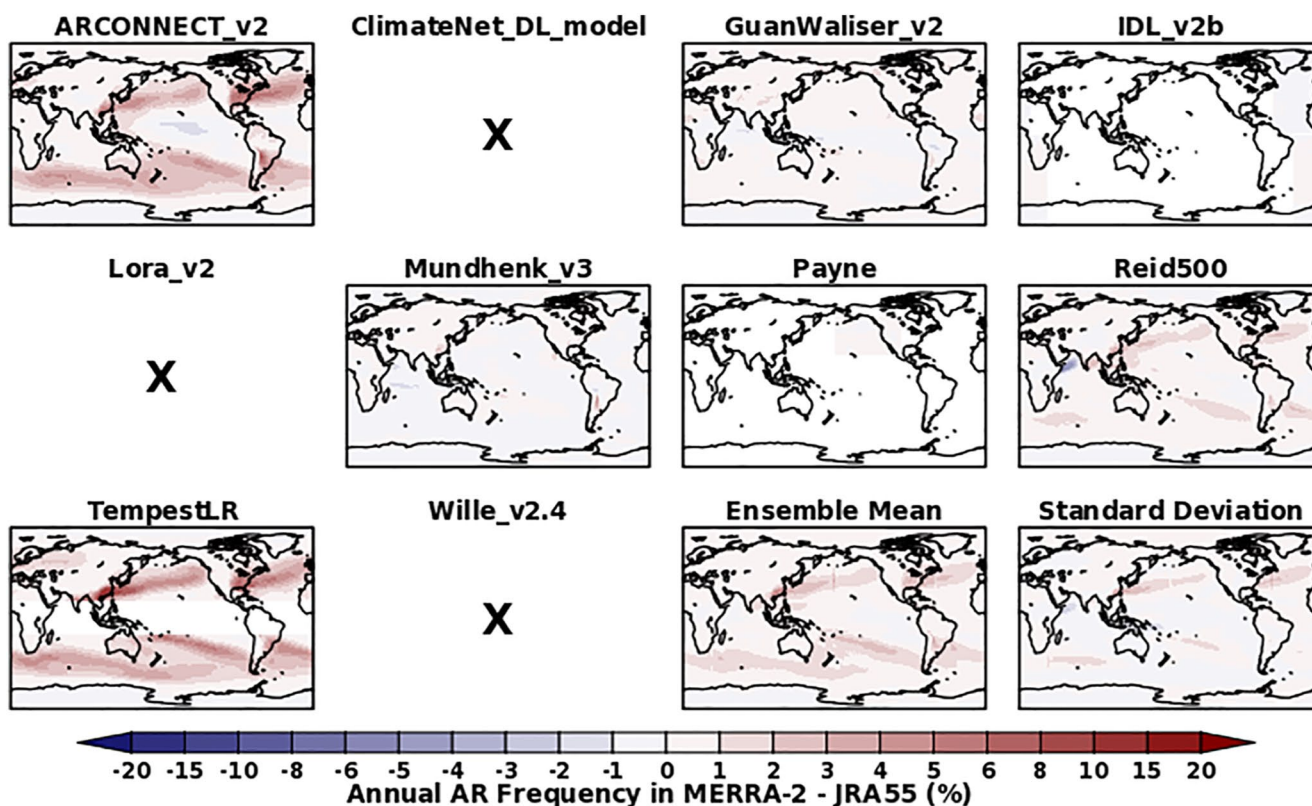 ARCONNECT_v2 ClimateNet_DL_model GuanWaliser_v2 IDL_v2b
X
Lora_v2 Mundhenk_v3 Payne Reid500
X
TempestLR Wille_v2.4 Ensemble Mean Standard Deviation
X
-20 -15 -10 -8 -6 -5 -4 -3 -2 -1 0 1 2 3 4 5 6 8 10 15 20
Annual AR Frequency in MERRA-2 - JRA55 (%)